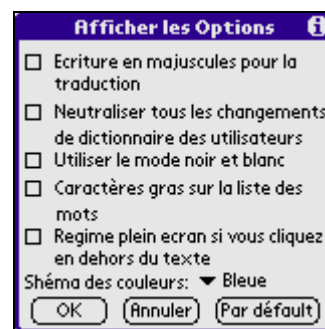 Afficher les Options
Ecriture en majuscules pour la
traduction
Neutraliser tous les changements
de dictionnaire des utilisateurs
Utiliser le mode noir et blanc
Caractères gras sur la liste des
mots
Regime plein ecran si vous cliquez
en dehors du texte
Shéma des couleurs: Bleue
OK Annuler Par défault